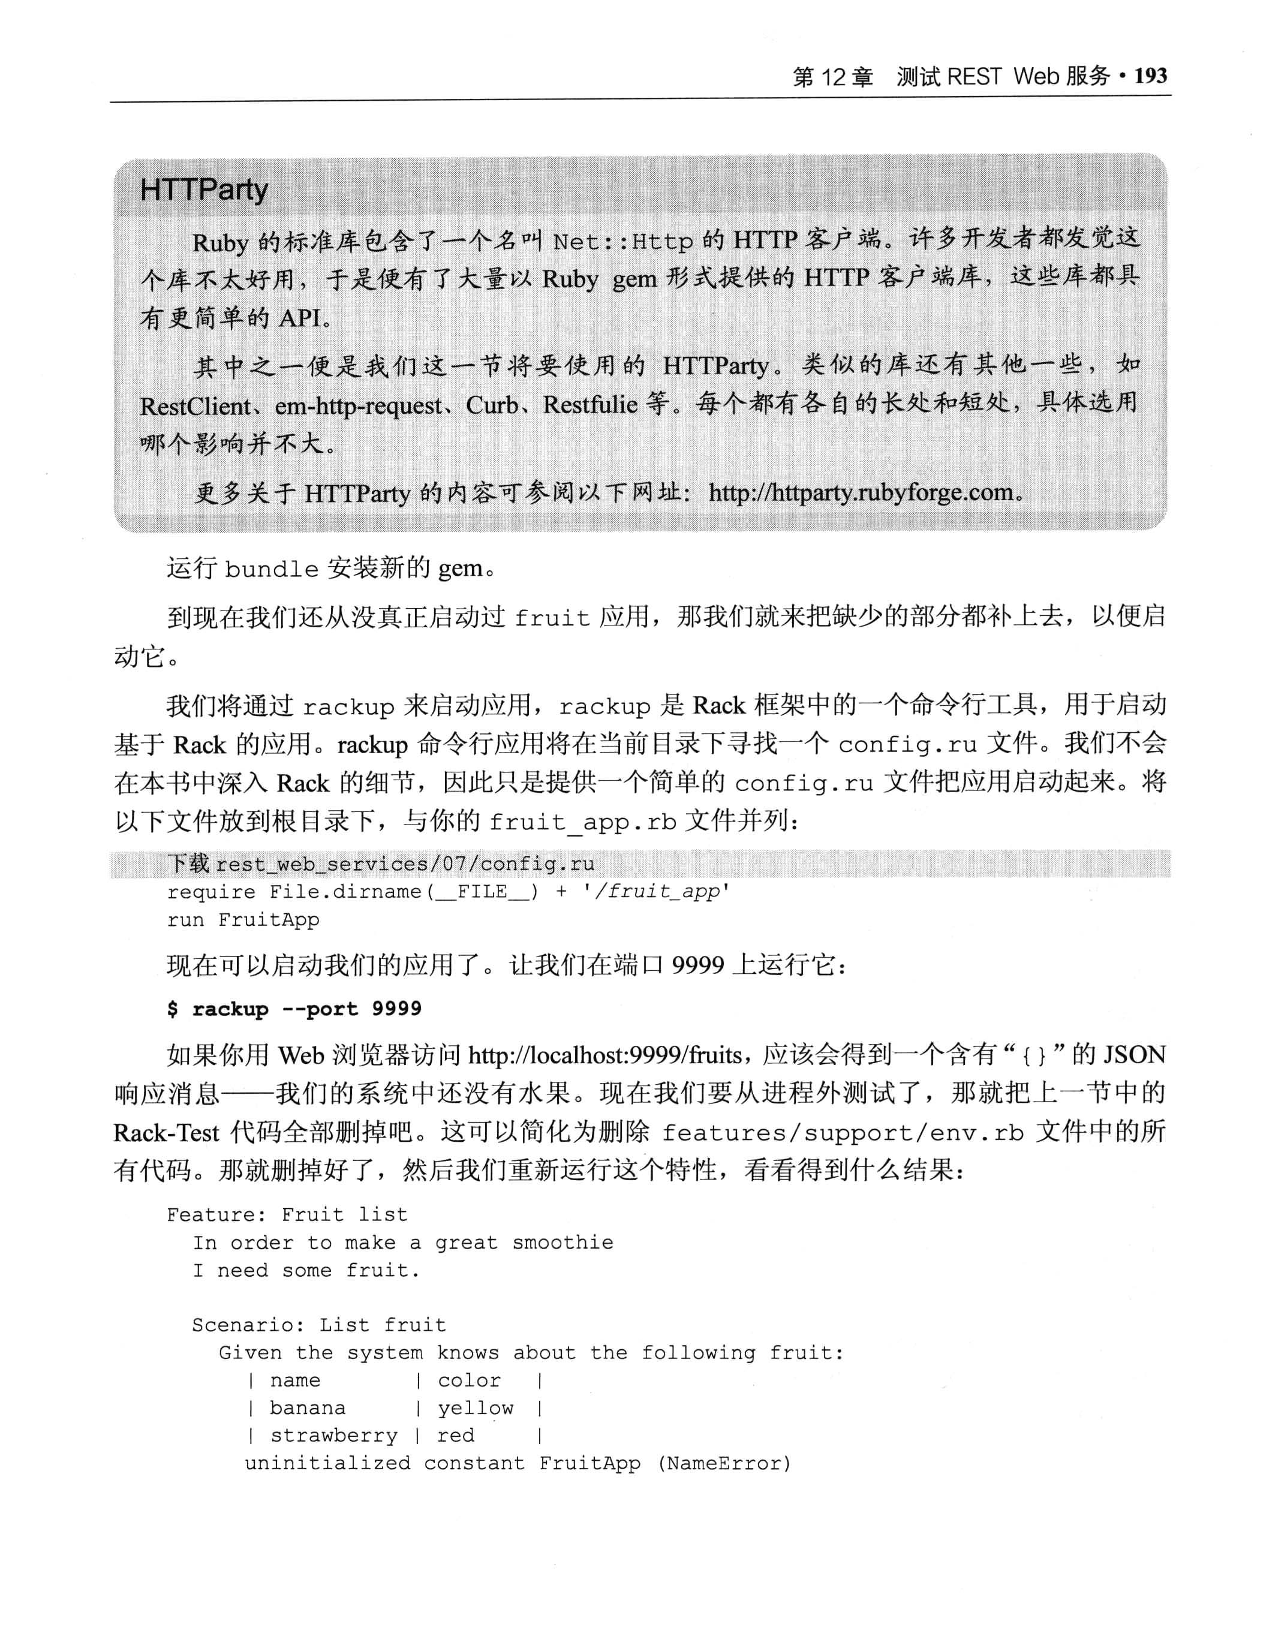 第 12 章　测试 REST Web 服务 · 193
HTTParty
Ruby 的标准库包含了一个名叫 Net::Http 的 HTTP 客户端。许多开发者都发觉这
个库不太好用，于是便有了大量以 Ruby gem 形式提供的 HTTP 客户端库，这些库都具
有更简单的 API。
其中之一便是我们这一节将要使用的 HTTParty。类似的库还有其他一些，如
RestClient、em-http-request、Curb、Restfulie 等。每个都有各自的长处和短处，具体选用
哪个影响并不大。
更多关于 HTTParty 的内容可参阅以下网址：http://httparty.rubyforge.com。
运行 bundle 安装新的 gem。
到现在我们还从没真正启动过 fruit 应用，那我们就来把缺少的部分都补上去，以便启
动它。
我们将通过 rackup 来启动应用，rackup 是 Rack 框架中的一个命令行工具，用于启动
基于 Rack 的应用。rackup 命令行应用将在当前目录下寻找一个 config.ru 文件。我们不会
在本书中深入 Rack 的细节，因此只是提供一个简单的 config.ru 文件把应用启动起来。将
以下文件放到根目录下，与你的 fruit_app.rb 文件并列：
下载 rest_web_services/07/config.ru
require File.dirname(__FILE__) + '/fruit_app'
run FruitApp
现在可以启动我们的应用了。让我们在端口 9999 上运行它：
$ rackup --port 9999
如果你用 Web 浏览器访问 http://localhost:9999/fruits，应该会得到一个含有“{}”的 JSON
响应消息——我们的系统中还没有水果。现在我们要从进程外测试了，那就把上一节中的
Rack-Test 代码全部删掉吧。这可以简化为删除 features/support/env.rb 文件中的所
有代码。那就删掉好了，然后我们重新运行这个特性，看看得到什么结果：
Feature: Fruit list
In order to make a great smoothie
I need some fruit.
Scenario: List fruit
Given the system knows about the following fruit:
| name | color |
| banana | yellow |
| strawberry | red |
uninitialized constant FruitApp (NameError)